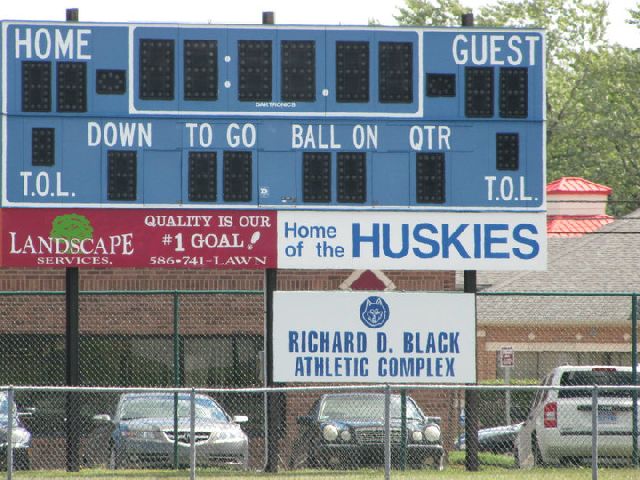 HOME GUEST
DAKTRONICS
DOWN TO GO BALL ON QTR
T.O.L. T.O.L.
LANDSCAPE
SERVICES.
QUALITY IS OUR
#1 GOAL
586-741-LAWN
Home
of the
HUSKIES
RICHARD D. BLACK
ATHLETIC COMPLEX